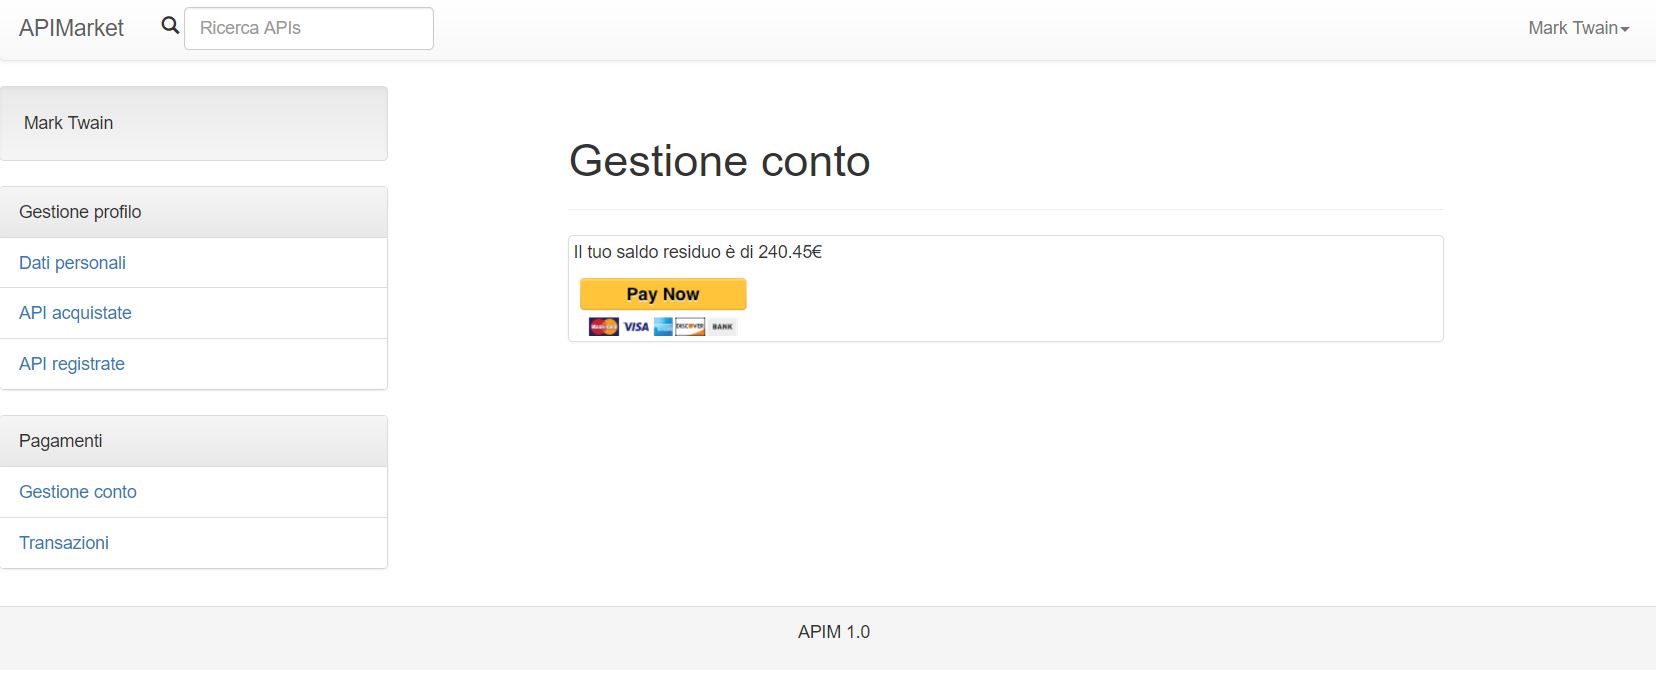 APIMarket
Ricerca APIs
Mark Twain
Mark Twain
Gestione profilo
Dati personali
API acquistate
API registrate
Pagamenti
Gestione conto
Transazioni
Gestione conto
Il tuo saldo residuo è di 240.45€
Pay Now
MasterCard VISA DISCOVER BANK
APIM 1.0